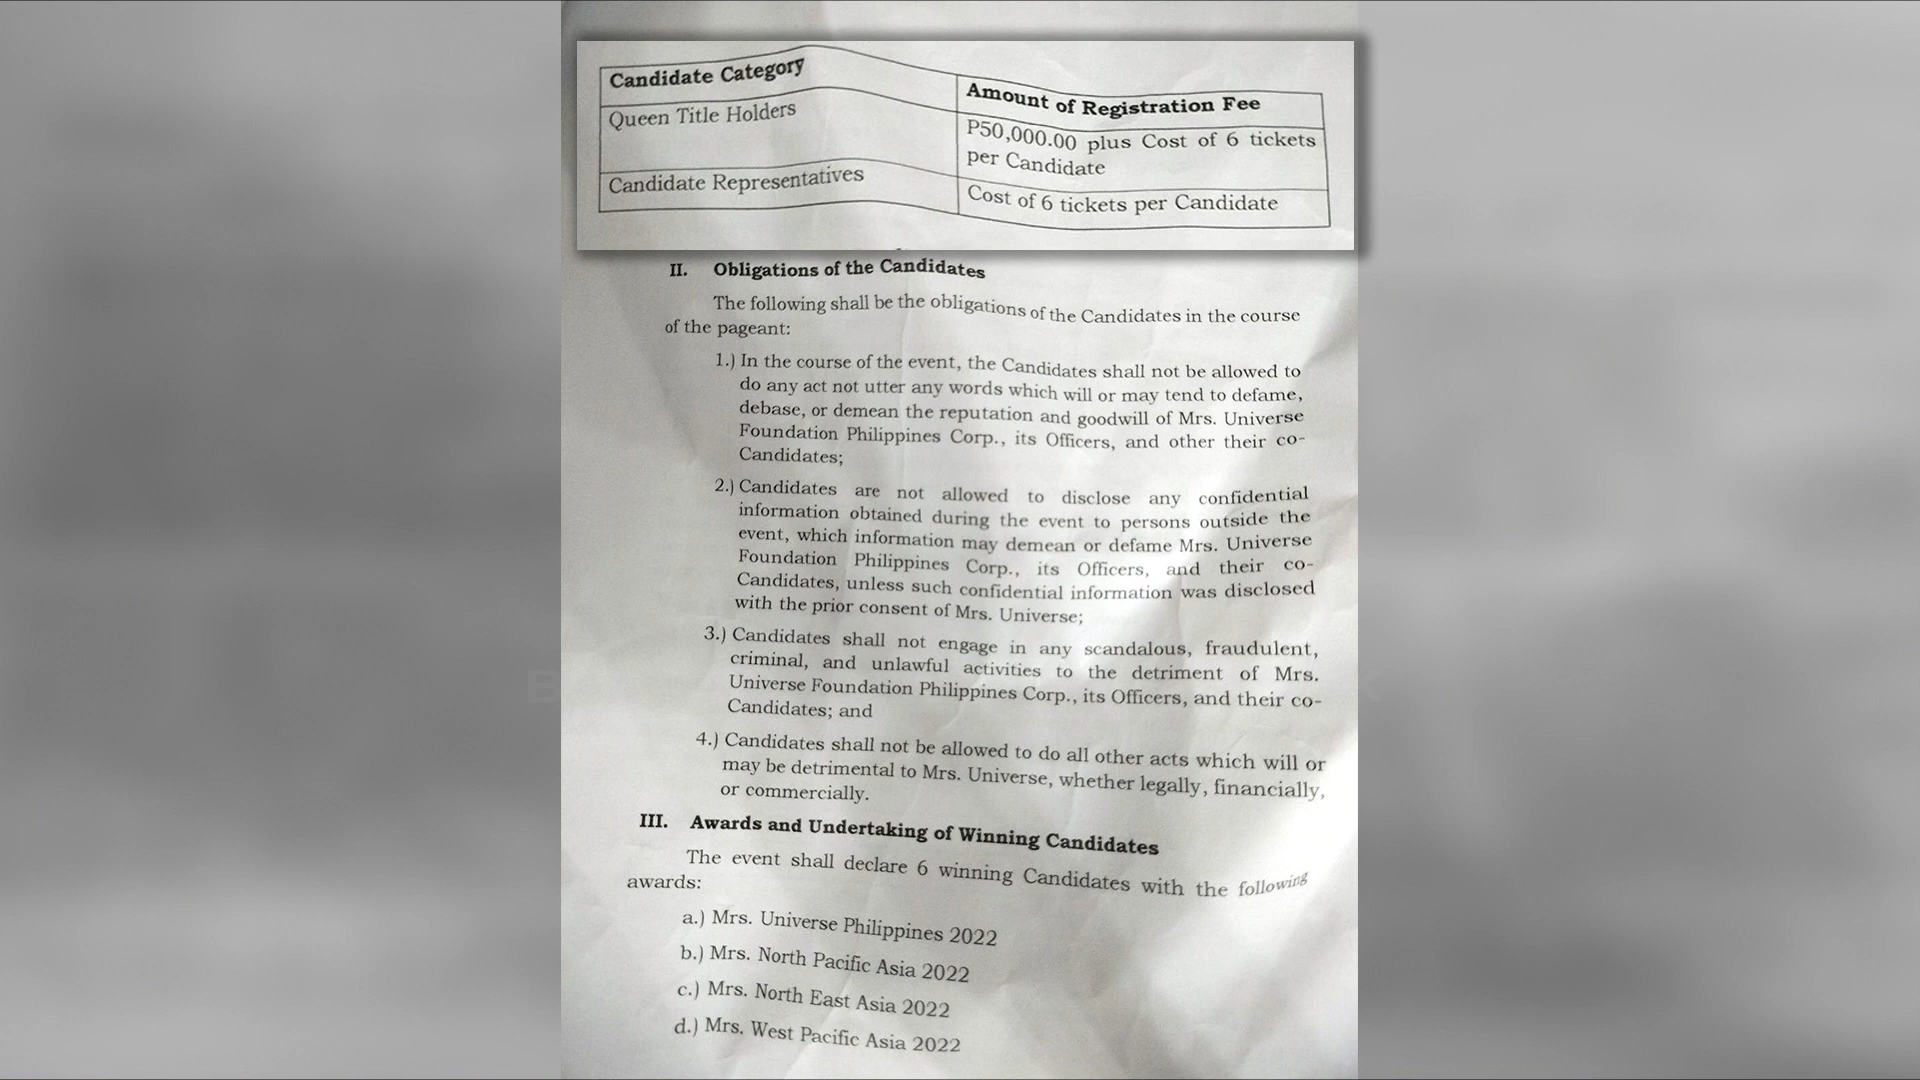 Candidate Category
Amount of Registration Fee
Queen Title Holders
P50,000.00 plus Cost of 6 tickets
per Candidate
Candidate Representatives
Cost of 6 tickets per Candidate
II. Obligations of the Candidates
The following shall be the obligations of the Candidates in the course
of the pageant:
1.) In the course of the event, the Candidates shall not be allowed to
do any act not utter any words which will or may tend to defame,
debase, or demean the reputation and goodwill of Mrs. Universe
Foundation Philippines Corp., its Officers, and other their co-
Candidates;
2.) Candidates are not allowed to disclose any confidential
information obtained during the event to persons outside the
event, which information may demean or defame Mrs. Universe
Foundation Philippines Corp., its Officers, and their co-
Candidates, unless such confidential information was disclosed
with the prior consent of Mrs. Universe;
3.) Candidates shall not engage in any scandalous, fraudulent,
criminal, and unlawful activities to the detriment of Mrs.
Universe Foundation Philippines Corp., its Officers, and their co-
Candidates; and
4.) Candidates shall not be allowed to do all other acts which will or
may be detrimental to Mrs. Universe, whether legally, financially,
or commercially.
III. Awards and Undertaking of Winning Candidates
The event shall declare 6 winning Candidates with the following
awards:
a.) Mrs. Universe Philippines 2022
b.) Mrs. North Pacific Asia 2022
c.) Mrs. North East Asia 2022
d.) Mrs. West Pacific Asia 2022